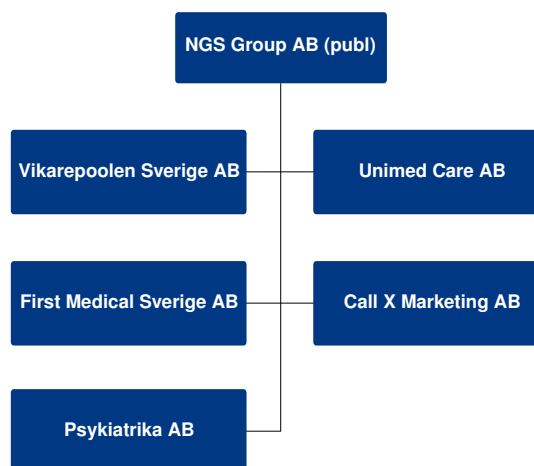 NGS Group AB (publ)
Vikarepoolen Sverige AB
Unimed Care AB
First Medical Sverige AB
Call X Marketing AB
Psykiatrika AB